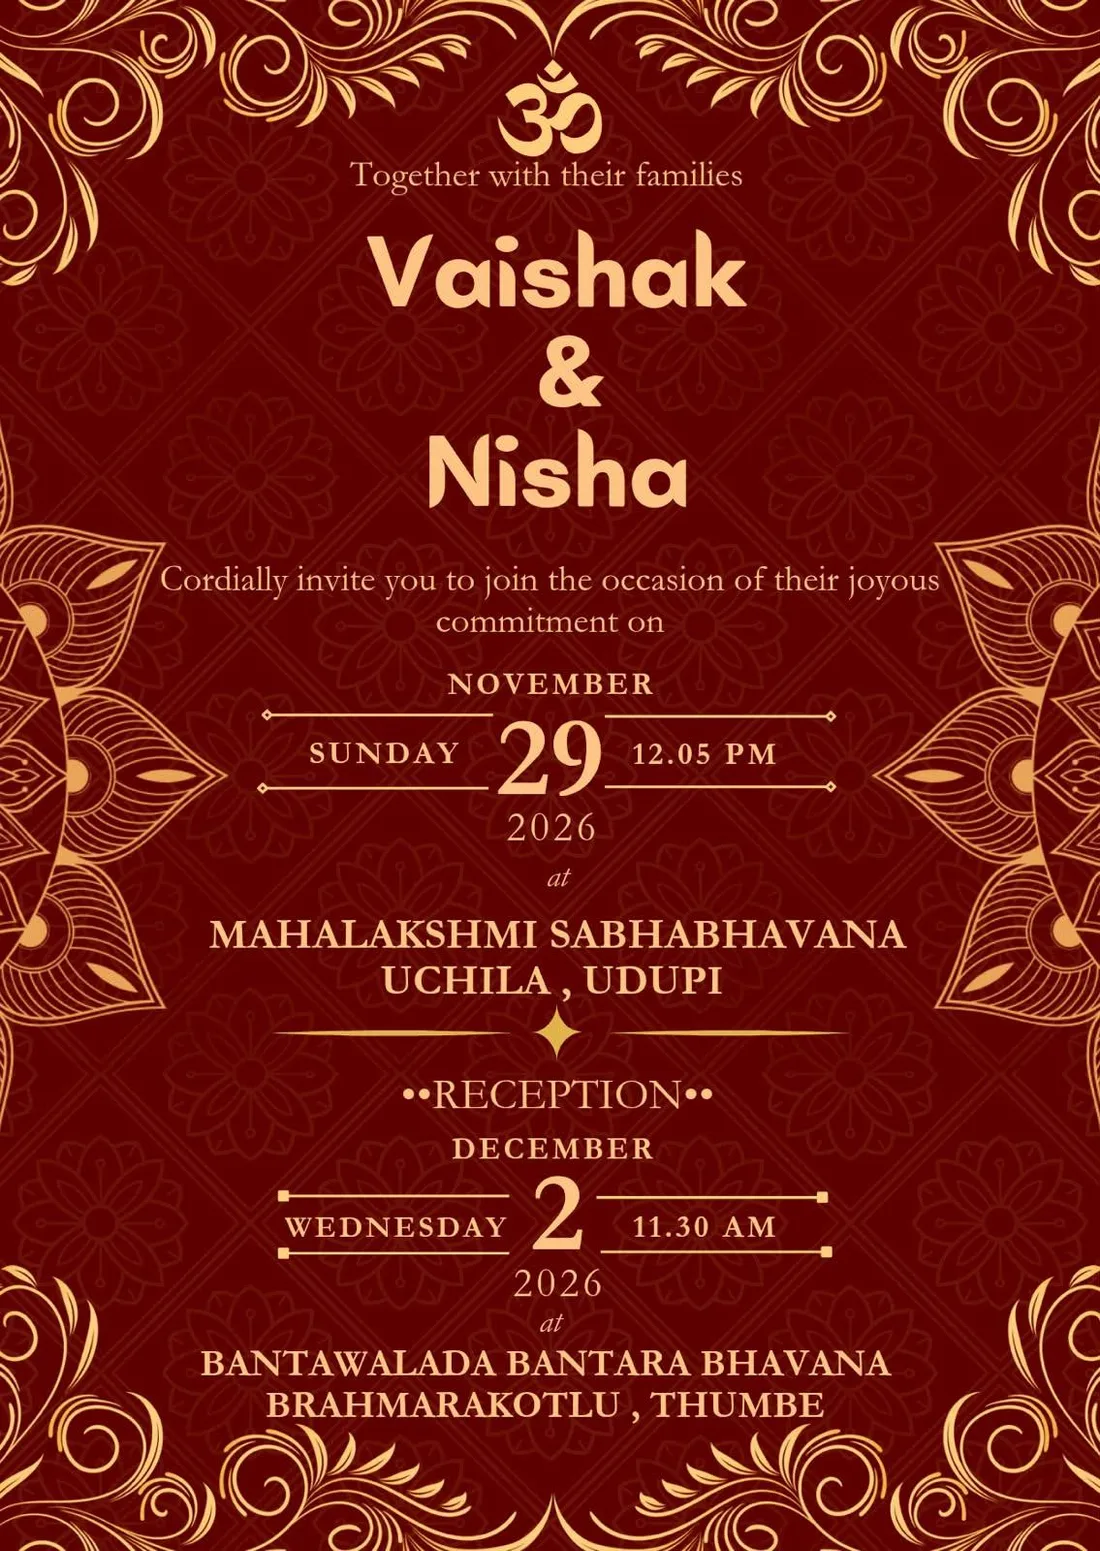 ॐ
Together with their families
Vaishak
&
Nisha
Cordially invite you to join the occasion of their joyous
commitment on
NOVEMBER
SUNDAY 29 12.05 PM
2026
at
MAHALAKSHMI SABHABHAVANA
UCHILA , UDUPI
••RECEPTION••
DECEMBER
WEDNESDAY 2 11.30 AM
2026
at
BANTAWALADA BANTARA BHAVANA
BRAHMARAKOTLU , THUMBE